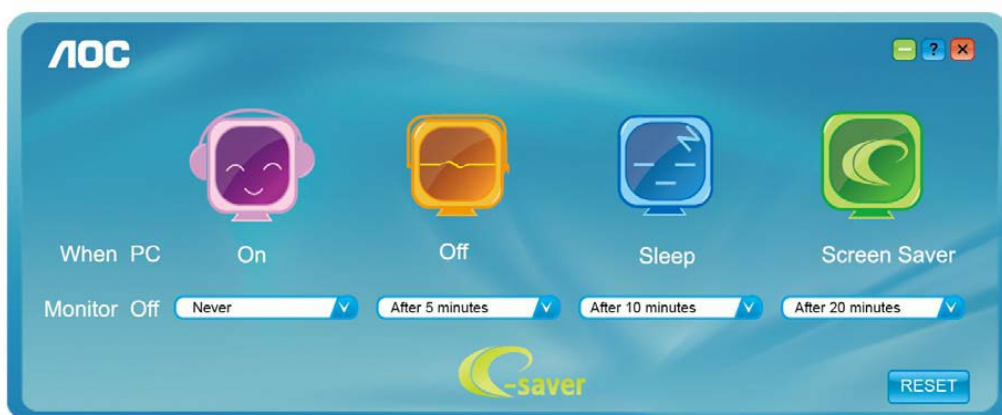 AOC
?
When PC On Off Sleep Screen Saver
Monitor Off Never After 5 minutes After 10 minutes After 20 minutes
e-saver
RESET